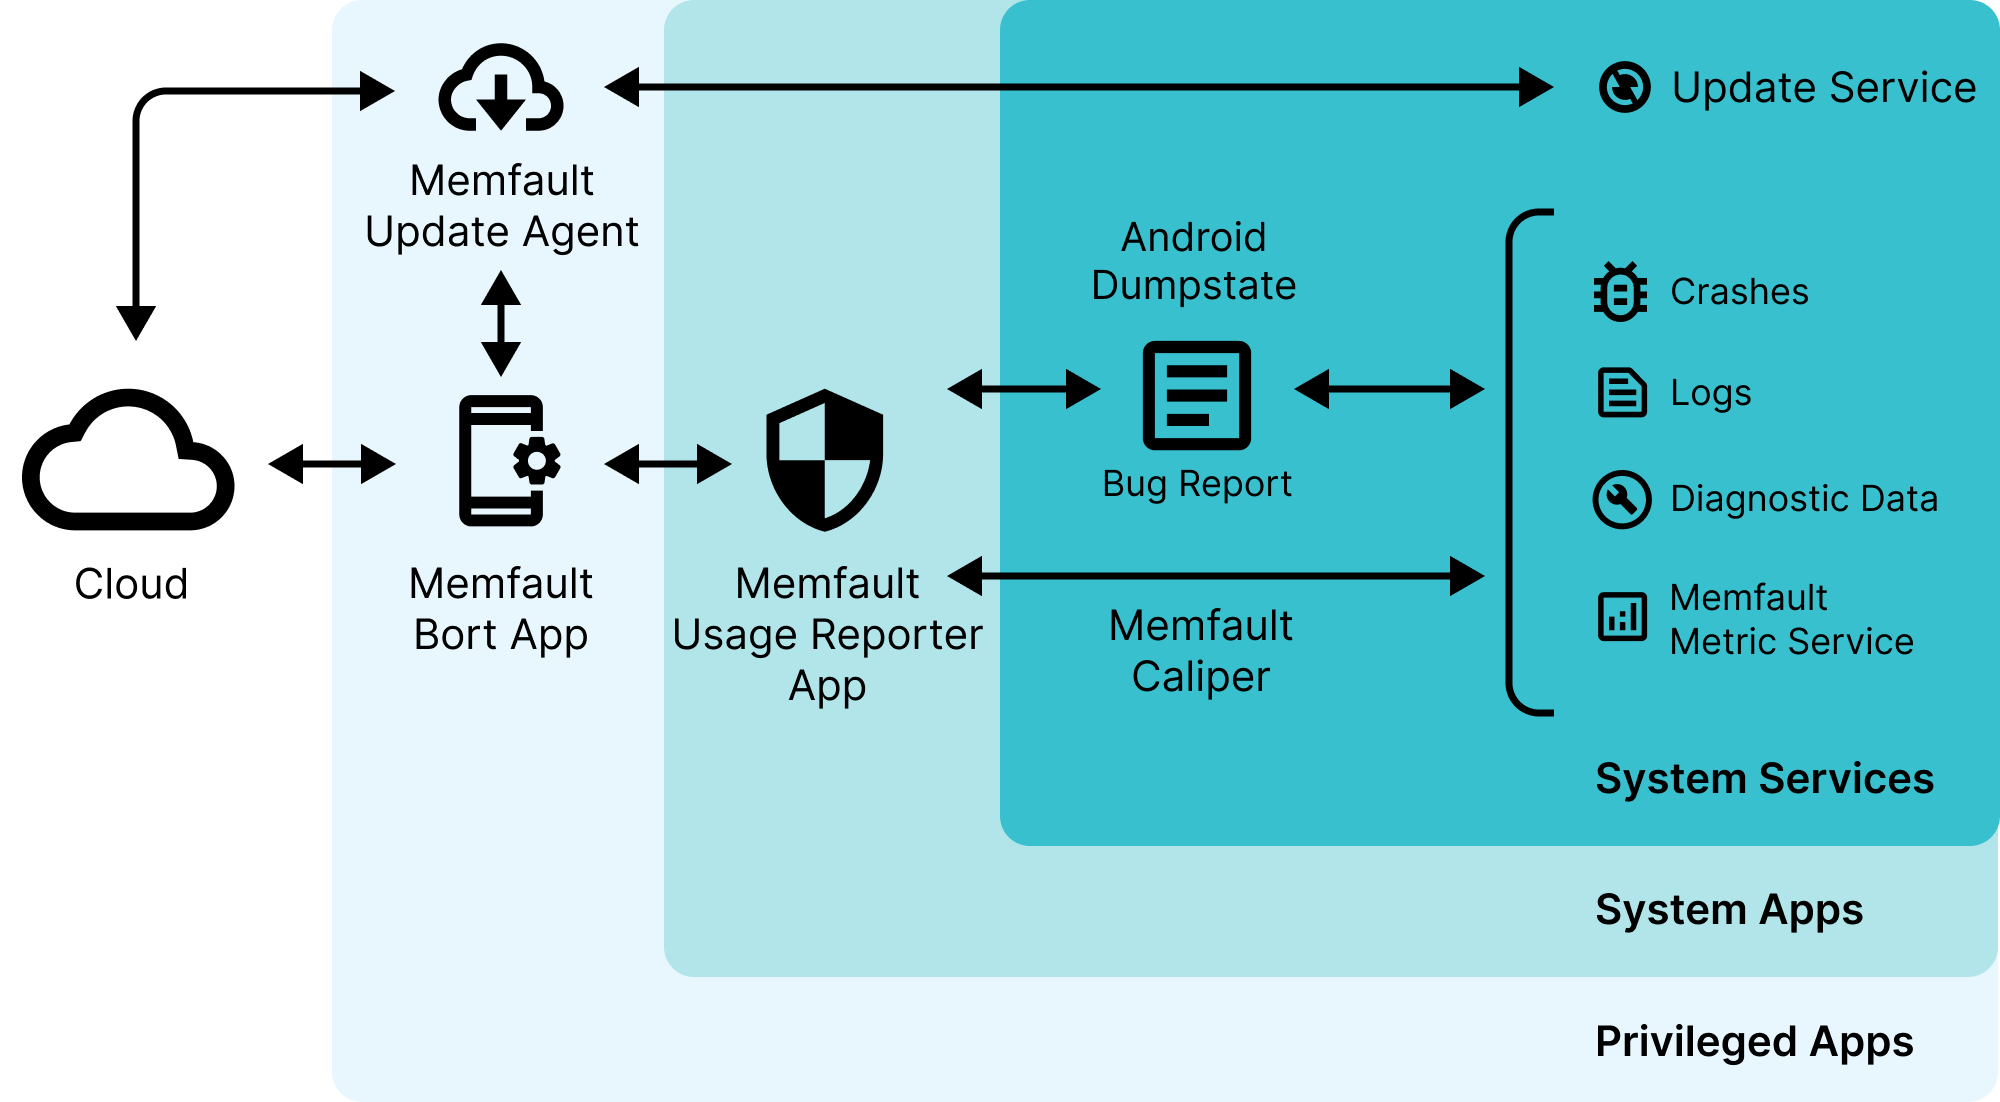 Memfault
Update Agent
Update Service
Android
Dumpstate
Bug Report
Crashes
Logs
Diagnostic Data
Memfault
Metric Service
Cloud
Memfault
Bort App
Memfault
Usage Reporter
App
Memfault
Caliper
System Services
System Apps
Privileged Apps